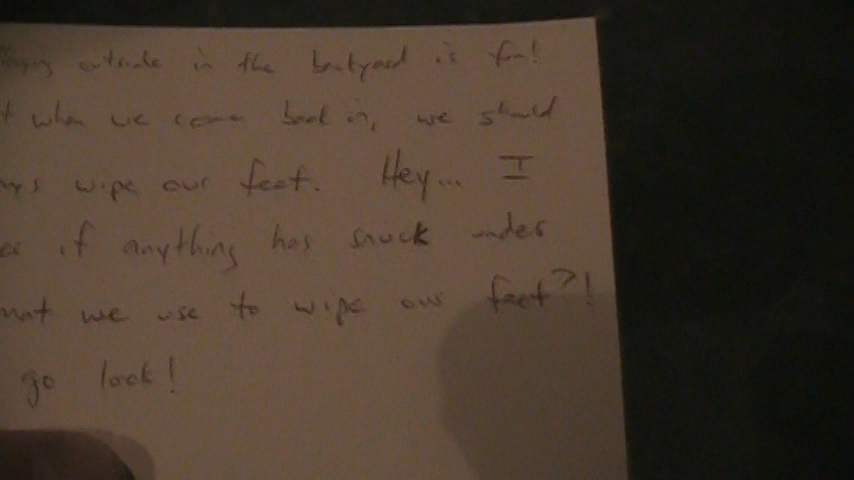 outside in the backyard is fun!
when we come back in, we should
wipe our feet. Hey... I
if anything has snuck under
mat we use to wipe our feet?!
go look!